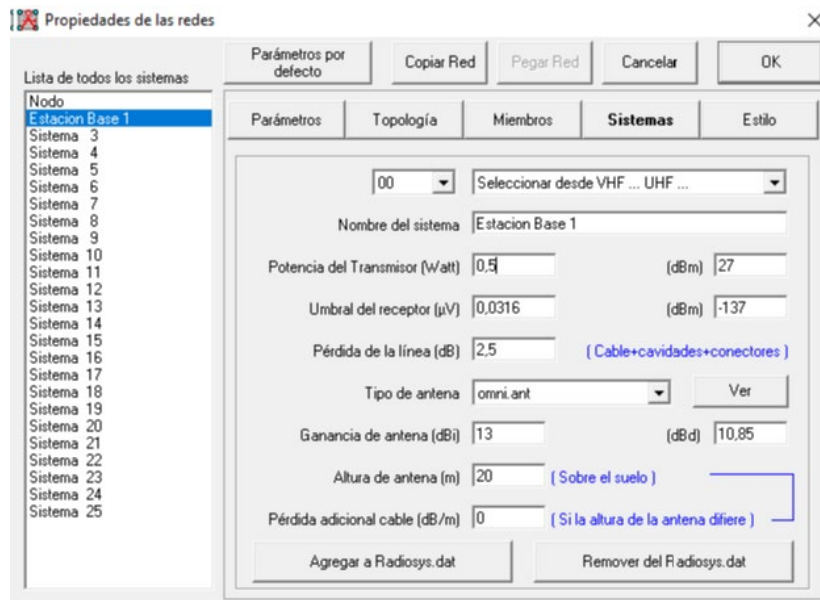 Propiedades de las redes
Parámetros por defecto
Copiar Red
Pegar Red
Cancelar
OK
Lista de todos los sistemas
Nodo
Estacion Base 1
Sistema 3
Sistema 4
Sistema 5
Sistema 6
Sistema 7
Sistema 8
Sistema 9
Sistema 10
Sistema 11
Sistema 12
Sistema 13
Sistema 14
Sistema 15
Sistema 16
Sistema 17
Sistema 18
Sistema 19
Sistema 20
Sistema 21
Sistema 22
Sistema 23
Sistema 24
Sistema 25
Parámetros
Topología
Miembros
Sistemas
Estilo
00 Seleccionar desde VHF ... UHF ...
Nombre del sistema Estacion Base 1
Potencia del Transmisor (Watt) 0,5 (dBm) 27
Umbral del receptor (µV) 0,0316 (dBm) -137
Pérdida de la línea (dB) 2,5 ( Cable+cavidades+conectores )
Tipo de antena omni.ant Ver
Ganancia de antena (dBi) 13 (dBd) 10,85
Altura de antena (m) 20 ( Sobre el suelo )
Pérdida adicional cable (dB/m) 0 ( Si la altura de la antena difiere )
Agregar a Radiosys.dat
Remover del Radiosys.dat